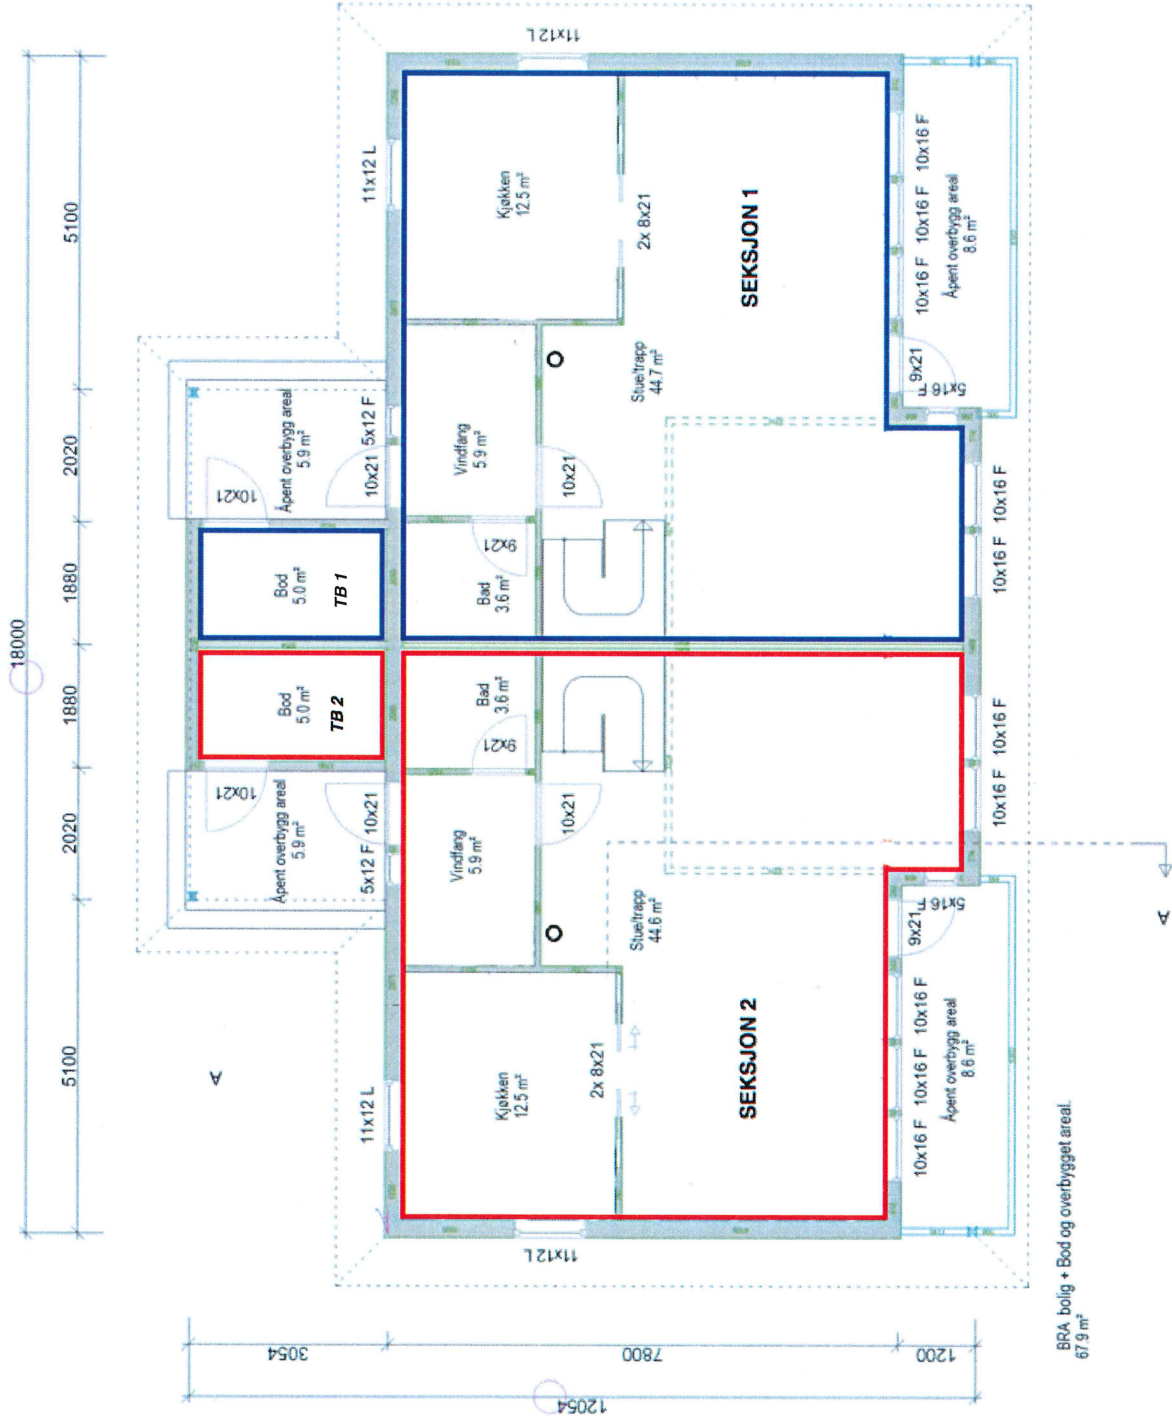 18000
5100
2020
1880
1880
2020
5100
11x12 L
11x12 L
11x12 L
11x12 L
Åpent overbygg areal
5.9 m²
10x21
10x21
5x12 F
Åpent overbygg areal
5.9 m²
10x21
5x12 F
10x21
Bod
5.0 m²
TB 2
Bod
5.0 m²
TB 1
Kjøkken
12.5 m²
Vindfang
5.9 m²
Bad
3.6 m²
9x21
Bad
3.6 m²
9x21
Vindfang
5.9 m²
Kjøkken
12.5 m²
2x 8x21
10x21
10x21
2x 8x21
Stue/trapp
44.6 m²
Stue/trapp
44.7 m²
SEKSJON 2
SEKSJON 1
10x16 F 10x16 F 10x16 F
9x21
5x16 F
Åpent overbygg areal
8.6 m²
10x16 F 10x16 F
10x16 F 10x16 F
9x21
5x16 F
10x16 F 10x16 F 10x16 F
Åpent overbygg areal
8.6 m²
A
A
3054
7800
1200
12054
BRA bolig + Bod og overbygget areal.
67.9 m²